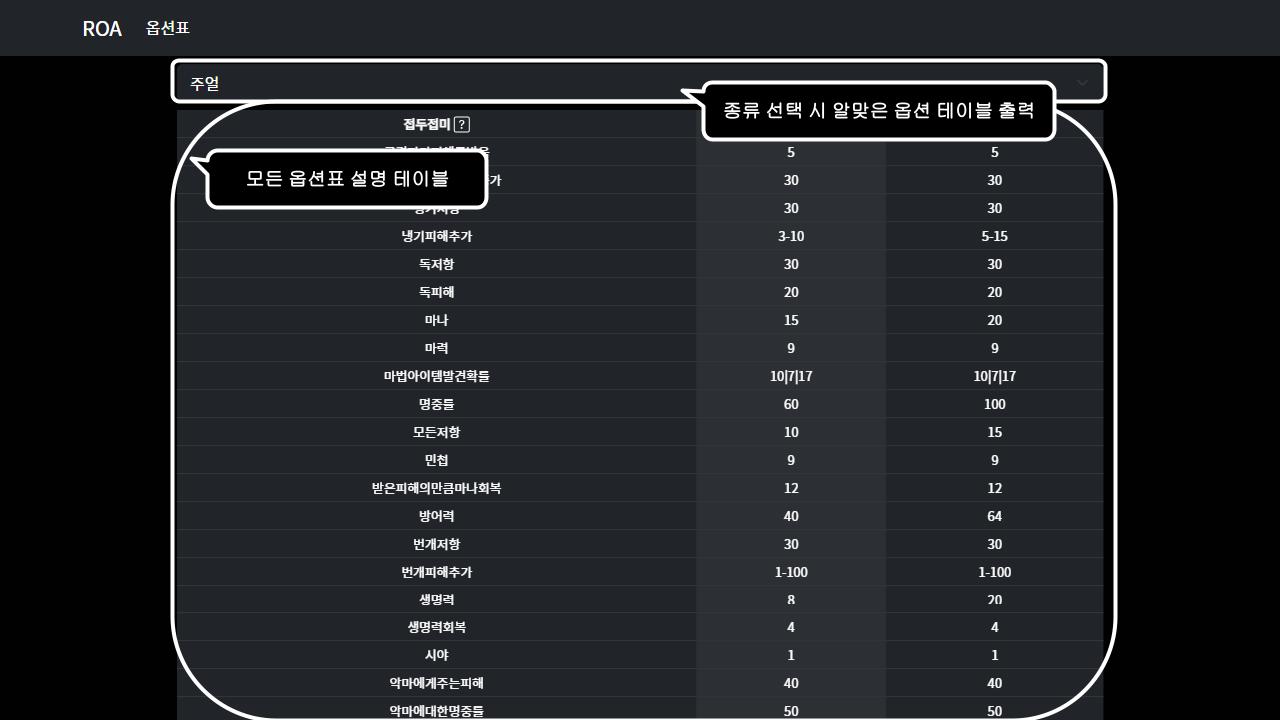 ROA 옵션표
주얼
종류 선택 시 알맞은 옵션 테이블 출력
접두접미 ?
5 5
모든 옵션표 설명 테이블
가 30 30
30 30
냉기피해추가 3-10 5-15
독저항 30 30
독피해 20 20
마나 15 20
마력 9 9
마법아이템발견확률 10|7|17 10|7|17
명중률 60 100
모든저항 10 15
민첩 9 9
받은피해의만큼마나회복 12 12
방어력 40 64
번개저항 30 30
번개피해추가 1-100 1-100
생명력 8 20
생명력회복 4 4
시야 1 1
악마에게주는피해 40 40
악마에대한명중률 50 50